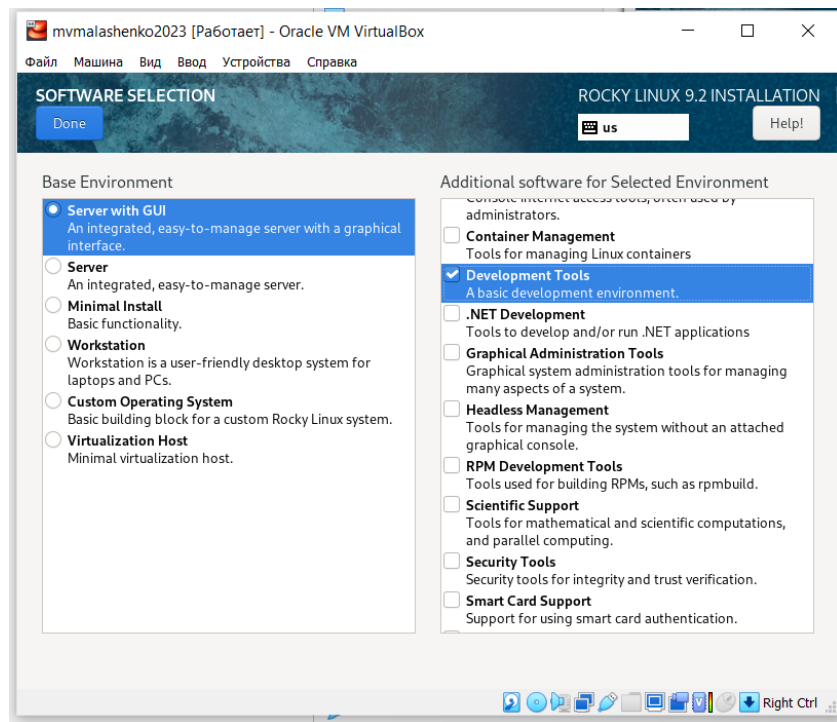 mvmalashenko2023 [Работает] - Oracle VM VirtualBox
Файл Машина Вид Ввод Устройства Справка
SOFTWARE SELECTION
Done
ROCKY LINUX 9.2 INSTALLATION
us
Help!
Base Environment
Server with GUI
An integrated, easy-to-manage server with a graphical
interface.
Server
An integrated, easy-to-manage server.
Minimal Install
Basic functionality.
Workstation
Workstation is a user-friendly desktop system for
laptops and PCs.
Custom Operating System
Basic building block for a custom Rocky Linux system.
Virtualization Host
Minimal virtualization host.
Additional software for Selected Environment
Console internet access tools, often used by
administrators.
Container Management
Tools for managing Linux containers
Development Tools
A basic development environment.
.NET Development
Tools to develop and/or run .NET applications
Graphical Administration Tools
Graphical system administration tools for managing
many aspects of a system.
Headless Management
Tools for managing the system without an attached
graphical console.
RPM Development Tools
Tools used for building RPMs, such as rpmbuild.
Scientific Support
Tools for mathematical and scientific computations,
and parallel computing.
Security Tools
Security tools for integrity and trust verification.
Smart Card Support
Support for using smart card authentication.
Right Ctrl